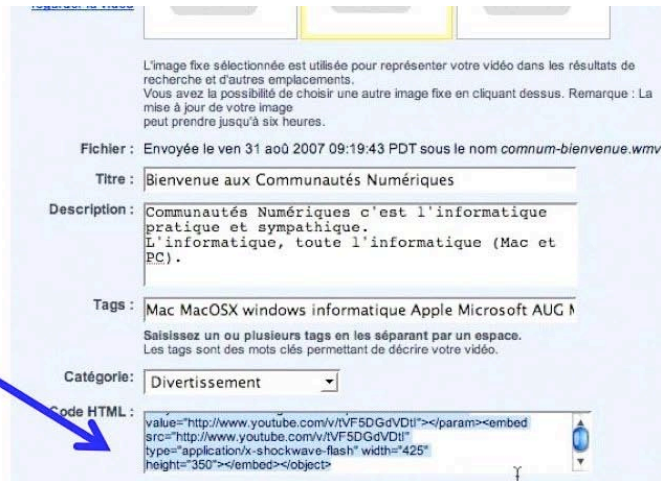 regarder la vidéo
L'image fixe sélectionnée est utilisée pour représenter votre vidéo dans les résultats de
recherche et d'autres emplacements.
Vous avez la possibilité de choisir une autre image fixe en cliquant dessus. Remarque : La
mise à jour de votre image
peut prendre jusqu'à six heures.
Fichier : Envoyée le ven 31 aoû 2007 09:19:43 PDT sous le nom comnum-bienvenue.wmv
Titre : Bienvenue aux Communautés Numériques
Description : Communautés Numériques c'est l'informatique
pratique et sympathique.
L'informatique, toute l'informatique (Mac et
PC).
Tags : Mac MacOSX windows informatique Apple Microsoft AUG
Saisissez un ou plusieurs tags en les séparant par un espace.
Les tags sont des mots clés permettant de décrire votre vidéo.
Catégorie: Divertissement
Code HTML :
value="http://www.youtube.com/v/tVF5DGdVDtI"></param><embed
src="http://www.youtube.com/v/tVF5DGdVDtI"
type="application/x-shockwave-flash" width="425"
height="350"></embed></object>